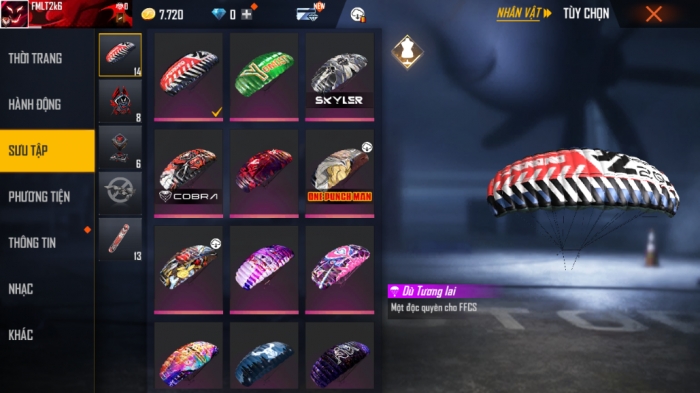 FMLT2k6
0
7.720
0
NEW
NHÂN VẬT
TÙY CHỌN
THỜI TRANG
HÀNH ĐỘNG
SƯU TẬP
PHƯƠNG TIỆN
THÔNG TIN
NHẠC
KHÁC
14
8
6
13
SKYLER
COBRA
ONE PUNCH MAN
Dù Tương lai
Một độc quyền cho FFCS